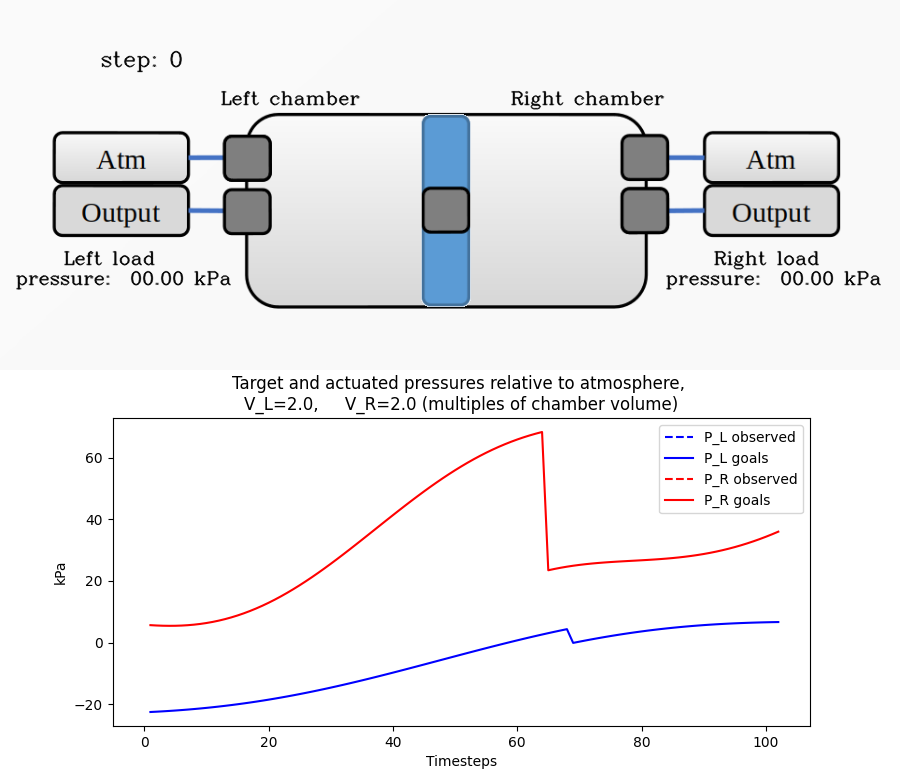 step: 0
Left chamber
Right chamber
Atm
Atm
Output
Output
Left load
pressure: 00.00 kPa
Right load
pressure: 00.00 kPa
Target and actuated pressures relative to atmosphere,
V_L=2.0, V_R=2.0 (multiples of chamber volume)
P_L observed
P_L goals
P_R observed
P_R goals
kPa
60
40
20
0
−20
0 20 40 60 80 100
Timesteps